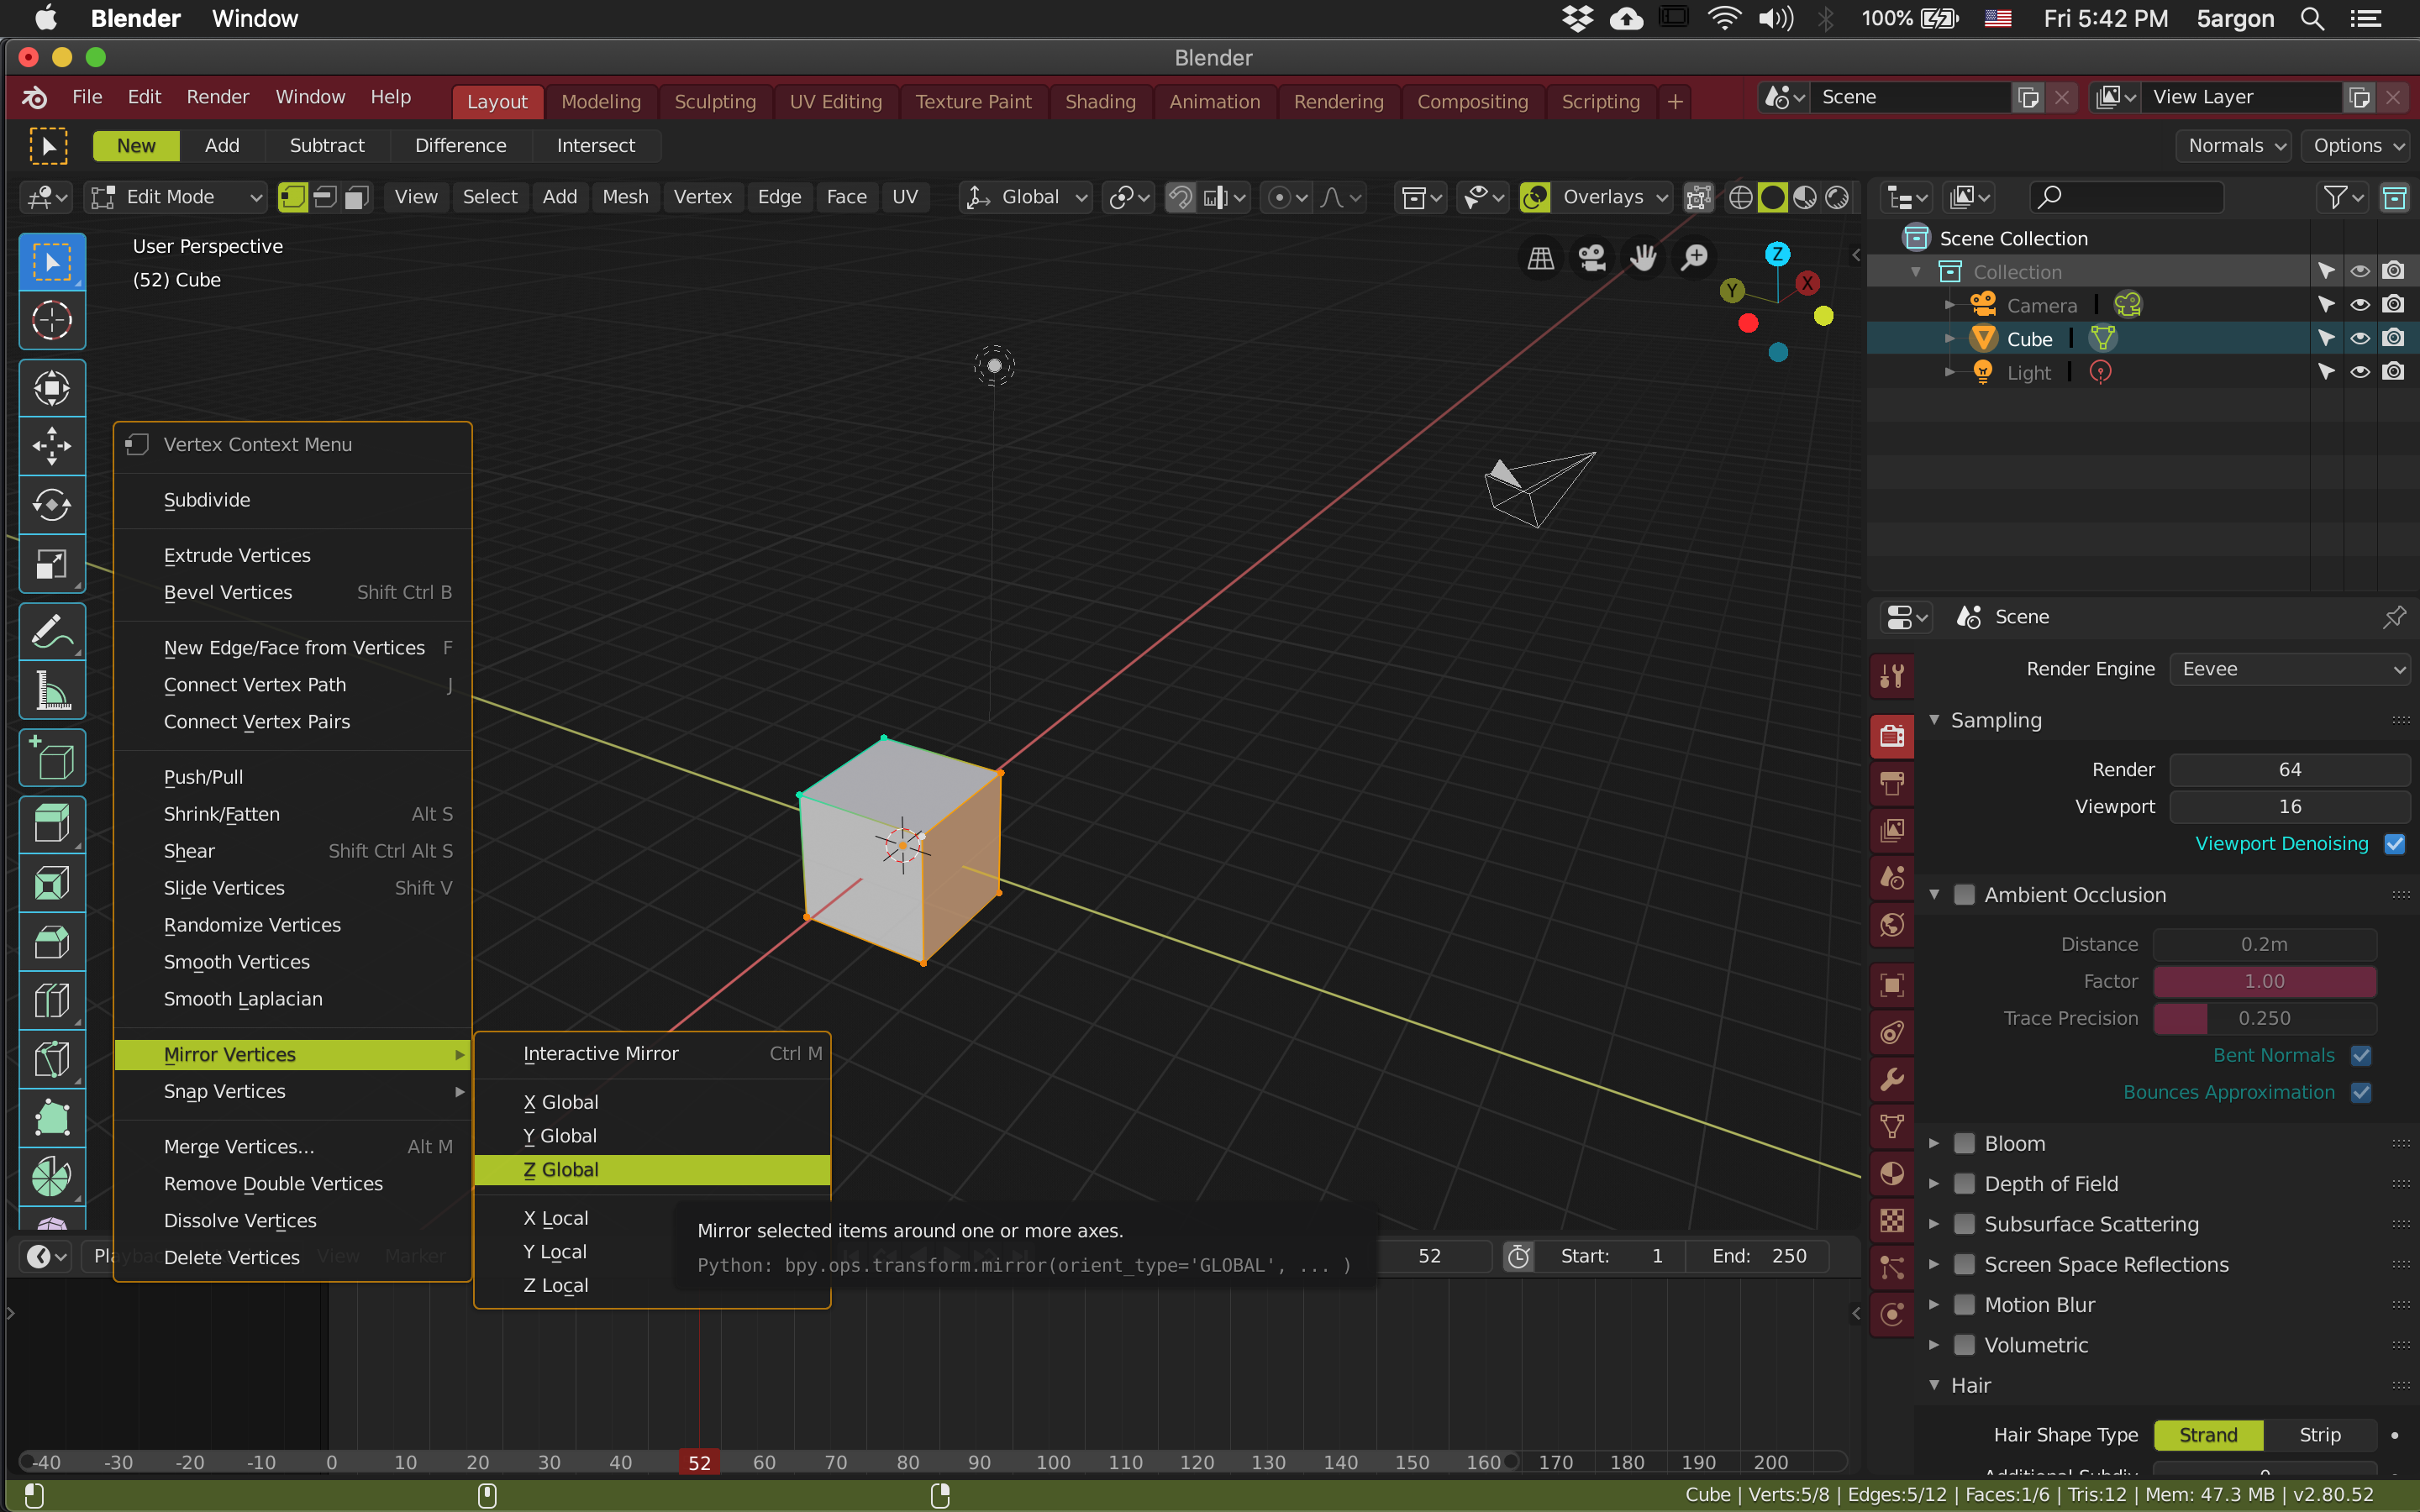 Blender Window 100% Fri 5:42 PM 5argon
Blender
File Edit Render Window Help Layout Modeling Sculpting UV Editing Texture Paint Shading Animation Rendering Compositing Scripting + Scene View Layer
New Add Subtract Difference Intersect Normals Options
Edit Mode View Select Add Mesh Vertex Edge Face UV Global Overlays
User Perspective
(52) Cube
Z
X
Y
Scene Collection
Collection
Camera
Cube
Light
Vertex Context Menu
Subdivide
Extrude Vertices
Bevel Vertices Shift Ctrl B
New Edge/Face from Vertices F
Connect Vertex Path J
Connect Vertex Pairs
Push/Pull
Shrink/Fatten Alt S
Shear Shift Ctrl Alt S
Slide Vertices Shift V
Randomize Vertices
Smooth Vertices
Smooth Laplacian
Mirror Vertices
Snap Vertices
Merge Vertices... Alt M
Remove Double Vertices
Dissolve Vertices
Delete Vertices
Interactive Mirror Ctrl M
X Global
Y Global
Z Global
X Local
Y Local
Z Local
Mirror selected items around one or more axes.
Python: bpy.ops.transform.mirror(orient_type='GLOBAL', ... )
View Marker
52 Start: 1 End: 250
-40 -30 -20 -10 0 10 20 30 40 52 60 70 80 90 100 110 120 130 140 150 160 170 180 190 200
Scene
Render Engine Eevee
Sampling
Render 64
Viewport 16
Viewport Denoising
Ambient Occlusion
Distance 0.2m
Factor 1.00
Trace Precision 0.250
Bent Normals
Bounces Approximation
Bloom
Depth of Field
Subsurface Scattering
Screen Space Reflections
Motion Blur
Volumetric
Hair
Hair Shape Type Strand Strip
Cube | Verts:5/8 | Edges:5/12 | Faces:1/6 | Tris:12 | Mem: 47.3 MB | v2.80.52